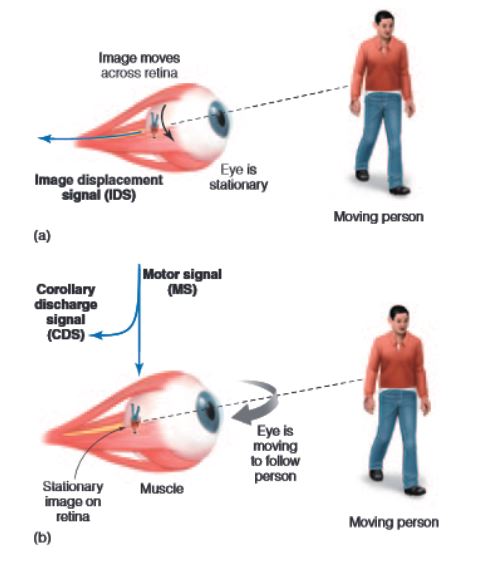 Image moves
across retina
Eye is
stationary
Image displacement
signal (IDS)
Moving person
(a)
Motor signal
(MS)
Corollary
discharge
signal
(CDS)
Eye is
moving
to follow
person
Stationary
image on
retina
Muscle
Moving person
(b)